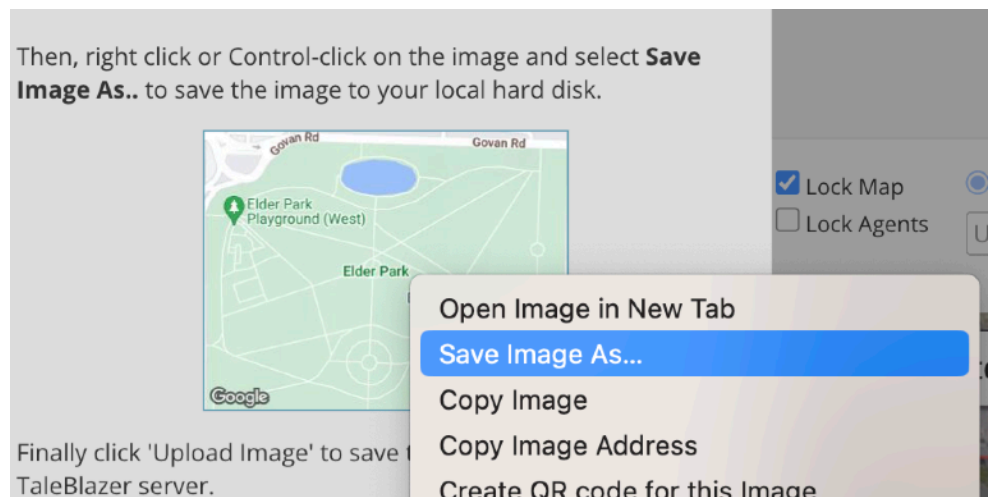 Then, right click or Control-click on the image and select Save
Image As.. to save the image to your local hard disk.
Govan Rd
Govan Rd
Elder Park
Playground (West)
Elder Park
Google
Lock Map
Lock Agents
U
Open Image in New Tab
Save Image As...
Copy Image
Copy Image Address
Create QR code for this Image
Finally click 'Upload Image' to save
TaleBlazer server.